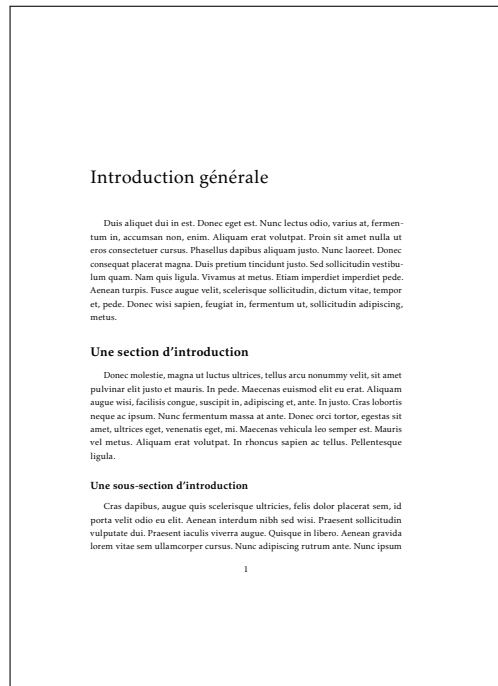 Introduction générale
Duis aliquet dui in est. Donec eget est. Nunc lectus odio, varius at, fermen-
tum in, accumsan non, enim. Aliquam erat volutpat. Proin sit amet nulla ut
eros consectetuer cursus. Phasellus dapibus aliquam justo. Nunc laoreet. Donec
consequat placerat magna. Duis pretium tincidunt justo. Sed sollicitudin vestibu-
lum quam. Nam quis ligula. Vivamus at metus. Etiam imperdiet imperdiet pede.
Aenean turpis. Fusce augue velit, scelerisque sollicitudin, dictum vitae, tempor
et, pede. Donec wisi sapien, feugiat in, fermentum ut, sollicitudin adipiscing,
metus.
Une section d’introduction
Donec molestie, magna ut luctus ultrices, tellus arcu nonummy velit, sit amet
pulvinar elit justo et mauris. In pede. Maecenas euismod elit eu erat. Aliquam
augue wisi, facilisis congue, suscipit in, adipiscing et, ante. In justo. Cras lobortis
neque ac ipsum. Nunc fermentum massa at ante. Donec orci tortor, egestas sit
amet, ultrices eget, venenatis eget, mi. Maecenas vehicula leo semper est. Mauris
vel metus. Aliquam erat volutpat. In rhoncus sapien ac tellus. Pellentesque
ligula.
Une sous-section d’introduction
Cras dapibus, augue quis scelerisque ultricies, felis dolor placerat sem, id
porta velit odio eu elit. Aenean interdum nibh sed wisi. Praesent sollicitudin
vulputate dui. Praesent iaculis viverra augue. Quisque in libero. Aenean gravida
lorem vitae sem ullamcorper cursus. Nunc adipiscing rutrum ante. Nunc ipsum
1